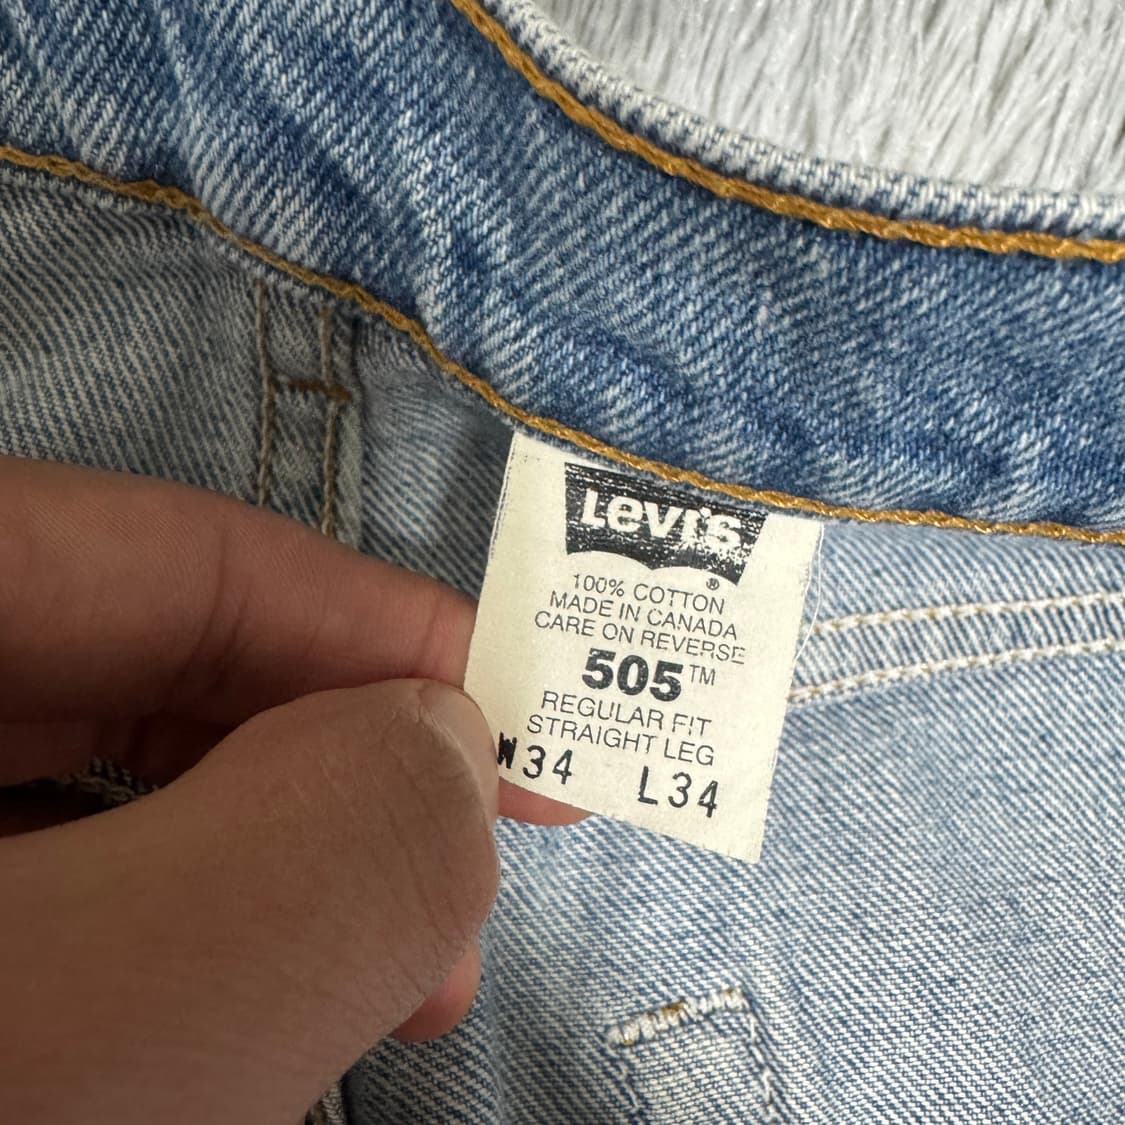 Levi's
®
100% COTTON
MADE IN CANADA
CARE ON REVERSE
505™
REGULAR FIT
STRAIGHT LEG
W34 L34